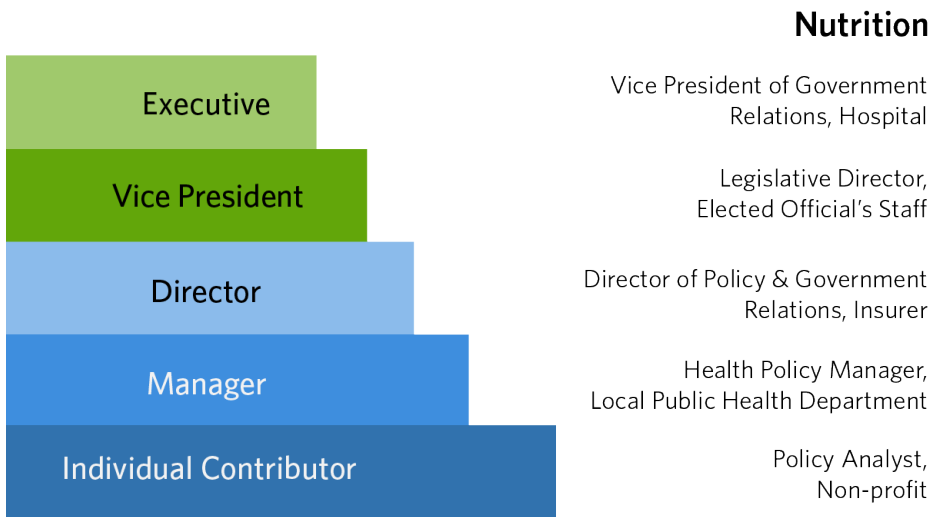 Nutrition
Executive
Vice President of Government
Relations, Hospital
Vice President
Legislative Director,
Elected Official’s Staff
Director
Director of Policy & Government
Relations, Insurer
Manager
Health Policy Manager,
Local Public Health Department
Individual Contributor
Policy Analyst,
Non-profit